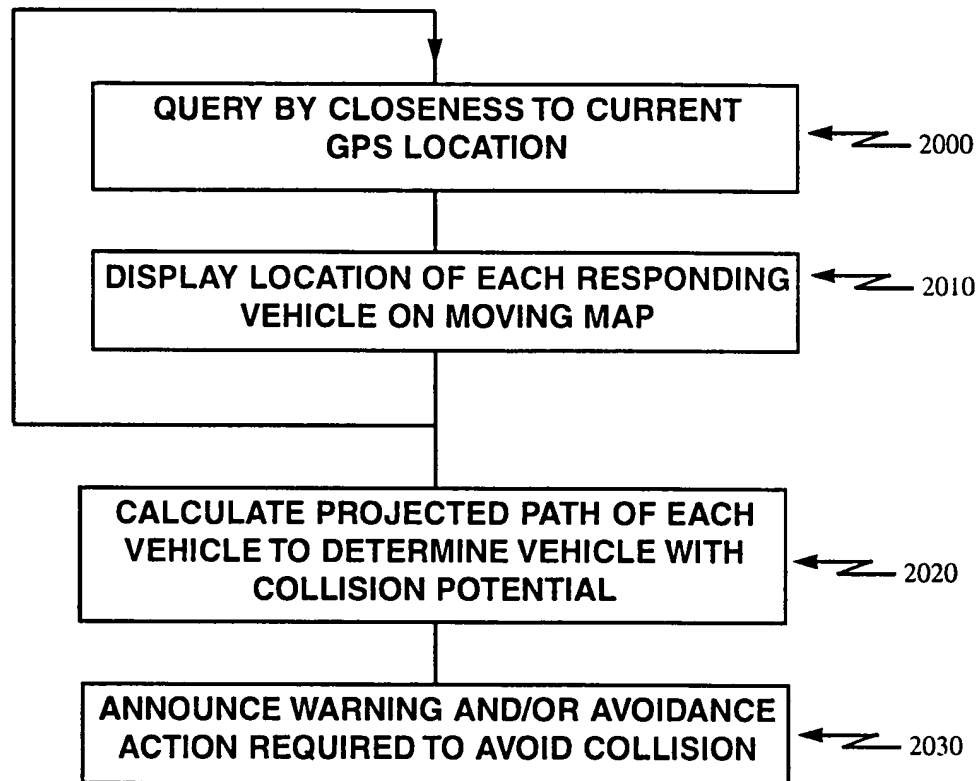 QUERY BY CLOSENESS TO CURRENT
GPS LOCATION
2000
DISPLAY LOCATION OF EACH RESPONDING
VEHICLE ON MOVING MAP
2010
CALCULATE PROJECTED PATH OF EACH
VEHICLE TO DETERMINE VEHICLE WITH
COLLISION POTENTIAL
2020
ANNOUNCE WARNING AND/OR AVOIDANCE
ACTION REQUIRED TO AVOID COLLISION
2030